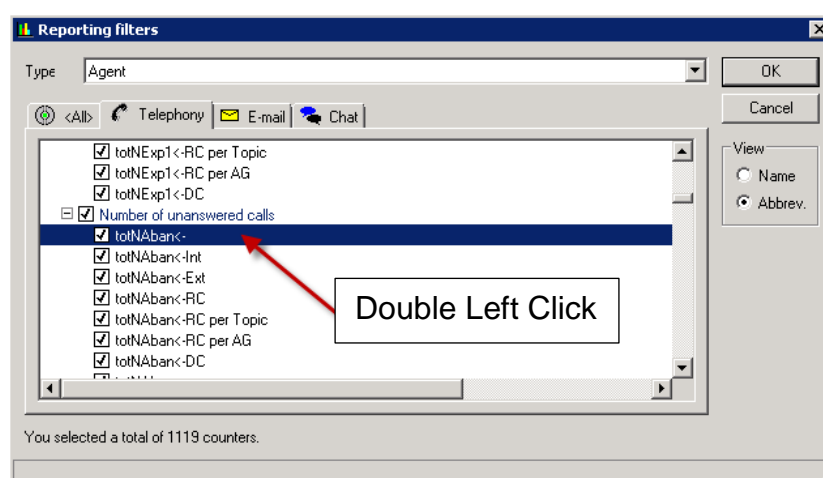 Reporting filters
Type Agent OK
<All> Telephony E-mail Chat Cancel
totNExp1<-RC per Topic View
totNExp1<-RC per AG Name
totNExp1<-DC Abbrev.
Number of unanswered calls
totNAban<-
totNAban<-Int
totNAban<-Ext
totNAban<-RC
totNAban<-RC per Topic
totNAban<-RC per AG
totNAban<-DC
Double Left Click
You selected a total of 1119 counters.